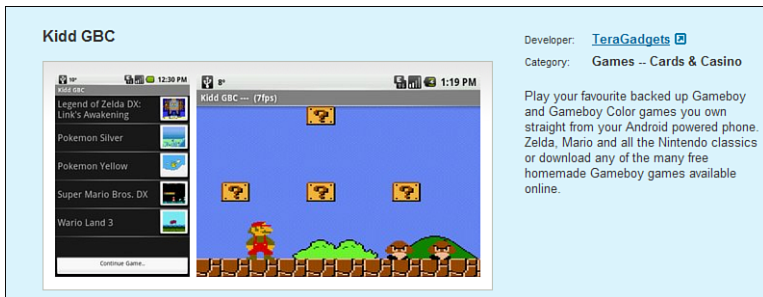 Kidd GBC
Developer: TeraGadgets
Category: Games -- Cards & Casino
Play your favourite backed up Gameboy
and Gameboy Color games you own
straight from your Android powered phone.
Zelda, Mario and all the Nintendo classics
or download any of the many free
homemade Gameboy games available
online.
10° 12:30 PM
Kidd GBC
Legend of Zelda DX:
Link's Awakening
Pokemon Silver
Pokemon Yellow
Super Mario Bros. DX
Wario Land 3
Continue Game..
8° 1:19 PM
Kidd GBC --- (7fps)
? 
? ? ?